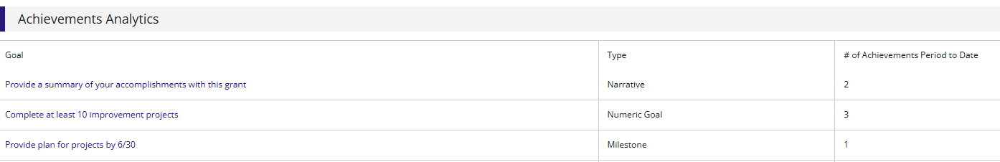 Achievements Analytics
Goal Type # of Achievements Period to Date
Provide a summary of your accomplishments with this grant Narrative 2
Complete at least 10 improvement projects Numeric Goal 3
Provide plan for projects by 6/30 Milestone 1